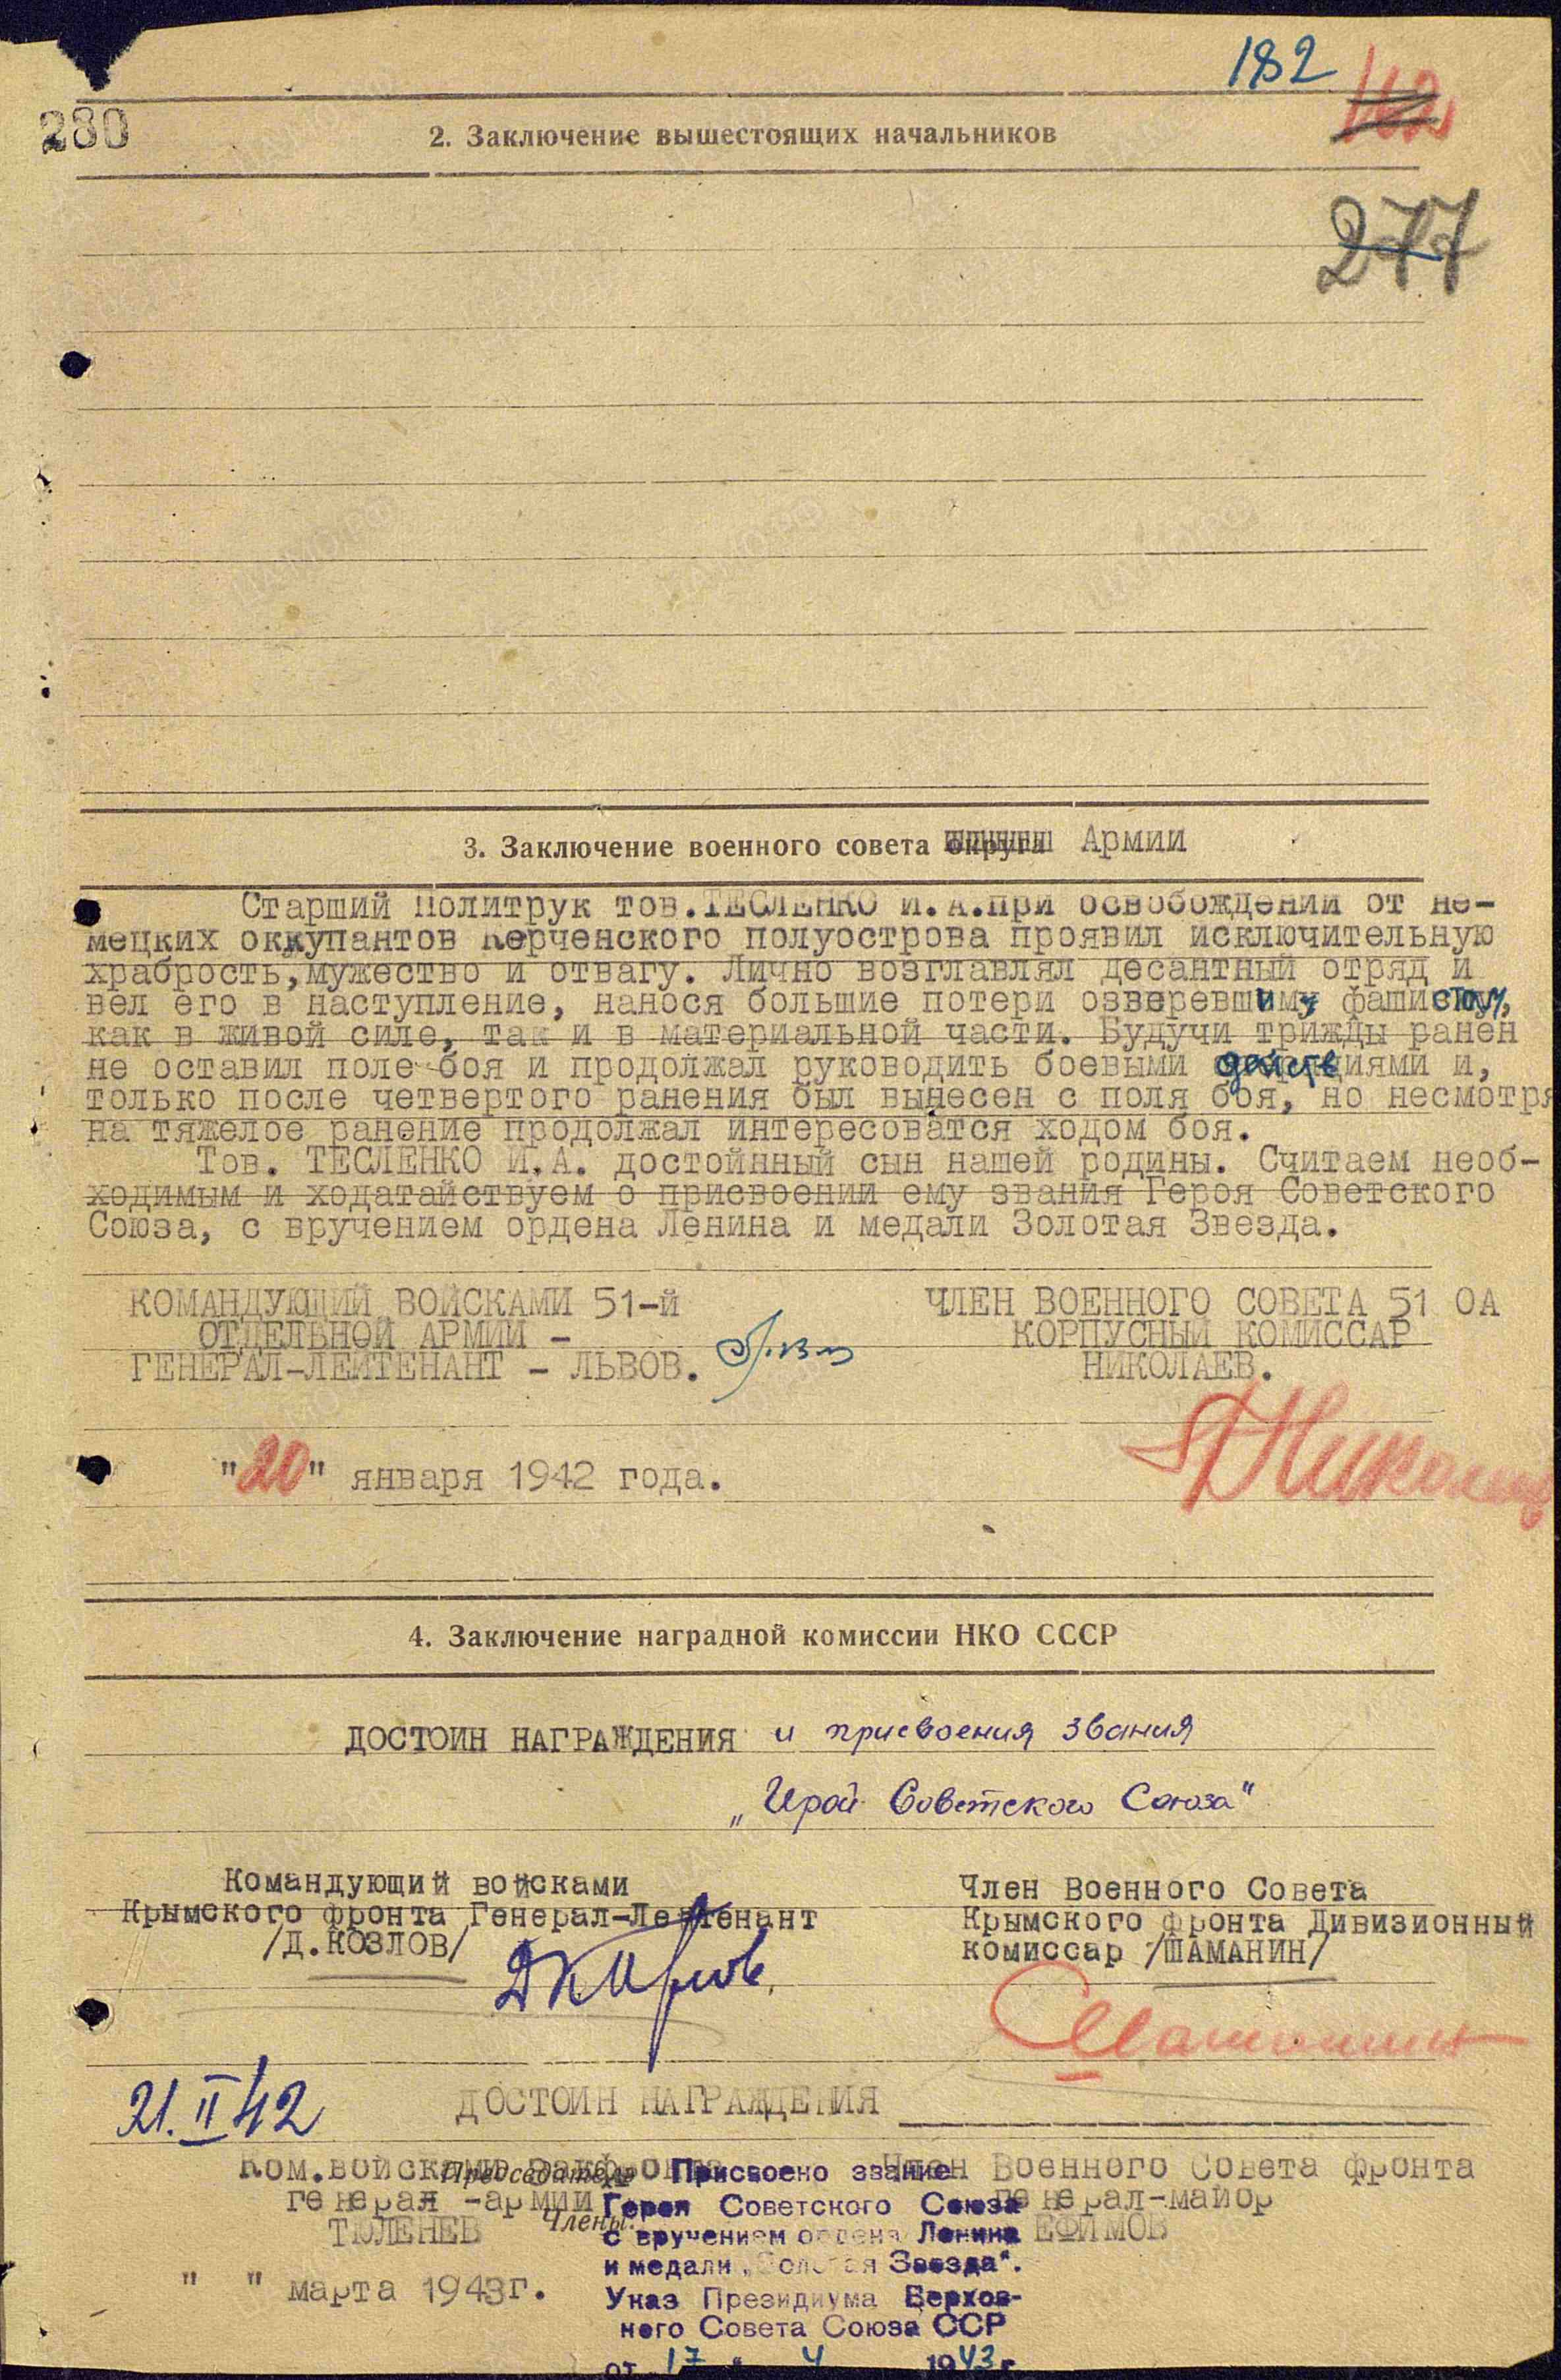 182
112
280
2. Заключение вышестоящих начальников
277
3. Заключение военного совета округа Армии
Старший Политрук тов.ТЕСЛЕНКО И.А.при освобождении от не-
мецких оккупантов Керченского полуострова проявил исключительную
храбрость,мужество и отвагу. Лично возглавлял десантный отряд и
вел его в наступление, нанося большие потери озверевшиму фашисту,
как в живой силе, так и в материальной части. Будучи трижды ранен
не оставил поле боя и продолжал руководить боевыми действиями и,
только после четвертого ранения был вынесен с поля боя, но несмотря
на тяжелое ранение продолжал интересоватся ходом боя.
Тов. ТЕСЛЕНКО И.А. достойнный сын нашей родины. Считаем необ-
ходимым и ходатайствуем о присвоении ему звания Героя Советского
Союза, с вручением ордена Ленина и медали Золотая Звезда.
КОМАНДУЮЩИЙ ВОЙСКАМИ 51-й
ОТДЕЛЬНОЙ АРМИИ -
ГЕНЕРАЛ-ЛЕЙТЕНАНТ - ЛЬВОВ.
ЧЛЕН ВОЕННОГО СОВЕТА 51 ОА
КОРПУСНЫЙ КОМИССАР
НИКОЛАЕВ.
"20" января 1942 года.
4. Заключение наградной комиссии НКО СССР
ДОСТОИН НАГРАЖДЕНИЯ и присвоения звания
„Герой Советского Союза"
Командующий войсками
Крымского фронта Генерал-Лейтенант
/Д.КОЗЛОВ/
Член Военного Совета
Крымского фронта Дивизионный
комиссар /ШАМАНИН/
21.II 42
ДОСТОИН НАГРАЖДЕНИЯ
Ком.войсками Закфронта
генерал -армии
ТЮЛЕНЕВ
Председатель
Члены:
Член Военного Совета фронта
генерал-майор
ЕФИМОВ
" " марта 1943г.
Присвоено звание
Героя Советского Союза
с вручением ордена Ленина
и медали „Золотая Звезда".
Указ Президиума Верхов-
ного Совета Союза ССР
от 17 " 4 1943 г